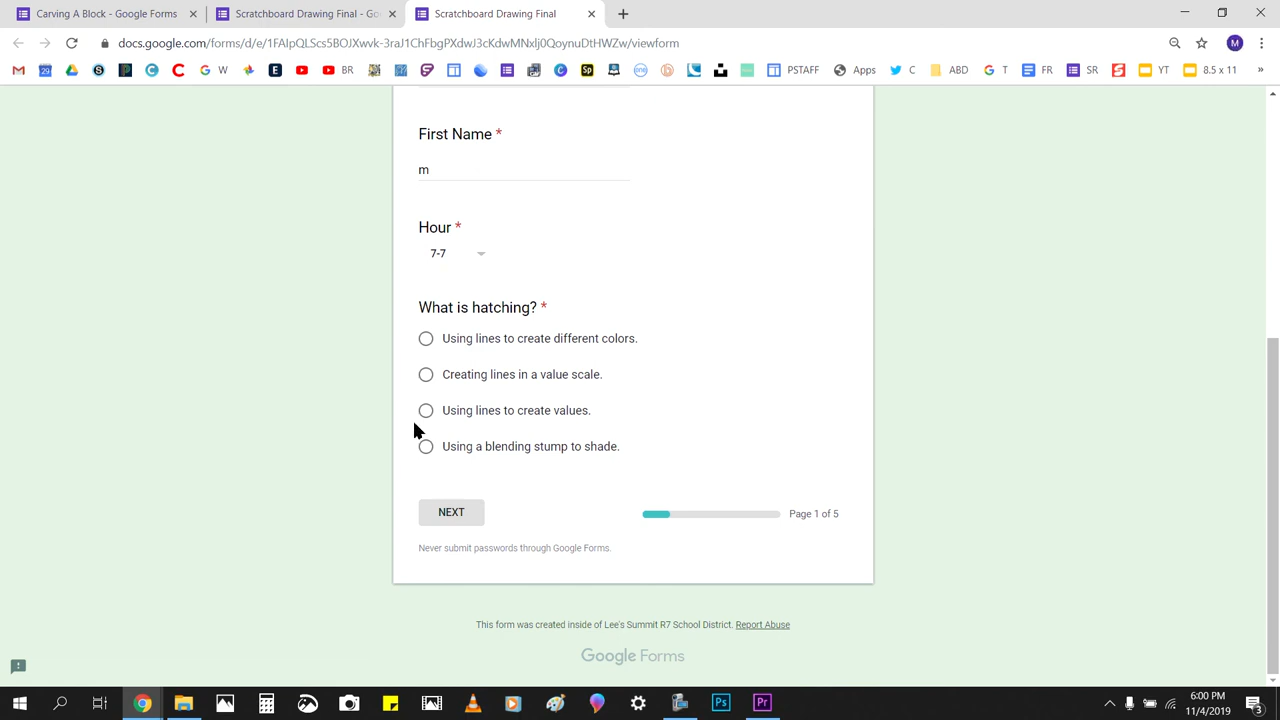 Carving A Block - Google Forms
Scratchboard Drawing Final - Go
Scratchboard Drawing Final
docs.google.com/forms/d/e/1FAIpQLScs5BOJXwvk-3raJ1ChFbgPXdwJ3cKdwMNxlj0QoynuDtHWZw/viewform
M
W
BR
PSTAFF
Apps
C
ABD
T
FR
SR
YT
8.5 x 11
»
First Name *
m
Hour *
7-7
What is hatching? *
Using lines to create different colors.
Creating lines in a value scale.
Using lines to create values.
Using a blending stump to shade.
NEXT
Page 1 of 5
Never submit passwords through Google Forms.
This form was created inside of Lee's Summit R7 School District. Report Abuse
Google Forms
6:00 PM
11/4/2019
3